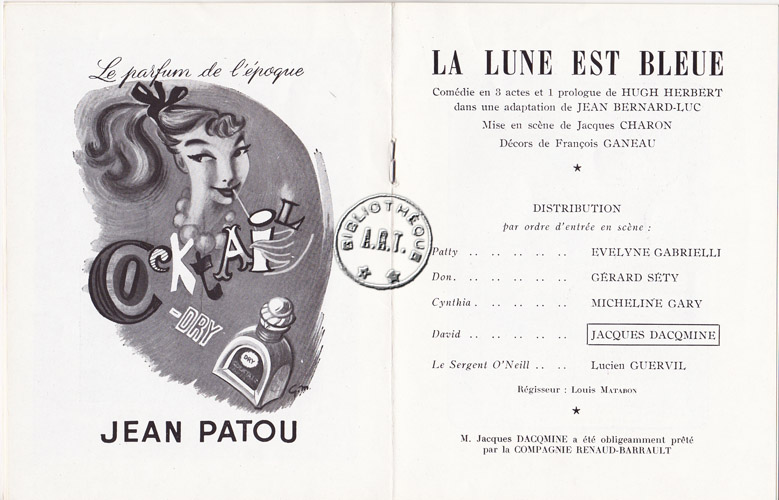 Le parfum de l'époque
COCKTAIL
-DRY
DRY
G.M.
JEAN PATOU
BIBLIOTHÈQUE
A.R.T.
LA LUNE EST BLEUE
Comédie en 3 actes et 1 prologue de HUGH HERBERT
dans une adaptation de JEAN BERNARD-LUC
Mise en scène de Jacques CHARON
Décors de François GANEAU
DISTRIBUTION
par ordre d'entrée en scène :
Patty .. .. .. .. .. EVELYNE GABRIELLI
Don. .. .. .. .. .. GÉRARD SÉTY
Cynthia . .. .. .. .. MICHELINE GARY
David .. .. .. .. .. JACQUES DACQMINE
Le Sergent O'Neill .. .. Lucien GUERVIL
Régisseur : Louis MATABON
M. Jacques DACQMINE a été obligeamment prêté
par la COMPAGNIE RENAUD-BARRAULT